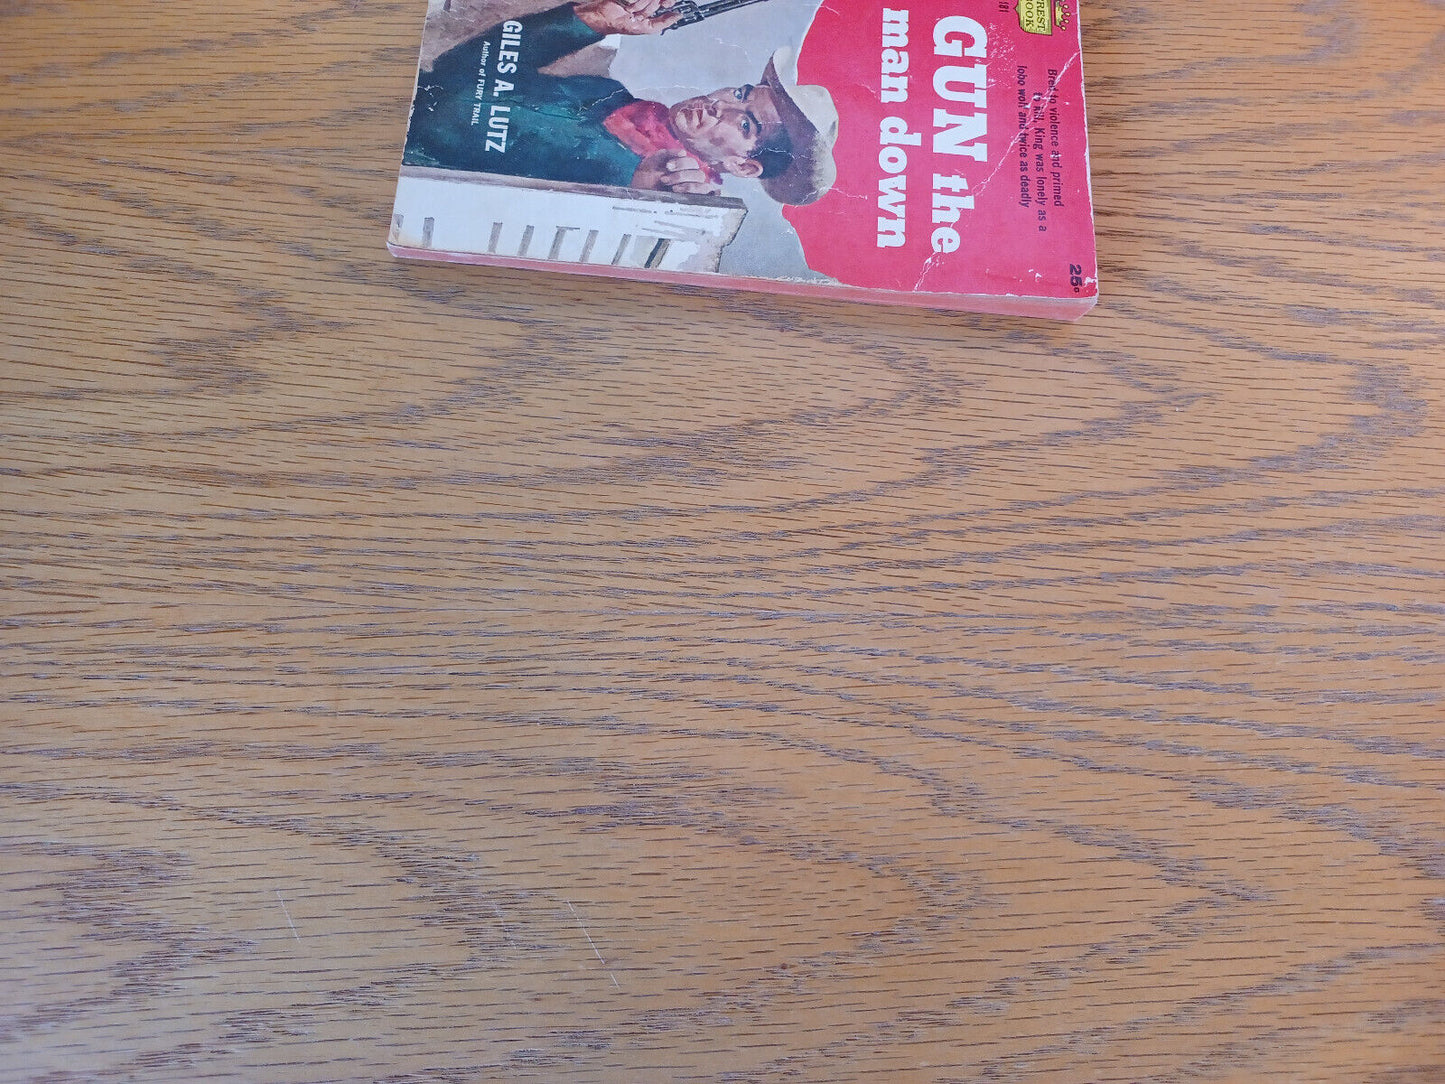 CREST
BOOK
181
Bred to violence and primed
to kill, King was lonely as a
lobo wolf and twice as deadly
25¢
GUN the
man down
GILES A. LUTZ
Author of FURY TRAIL